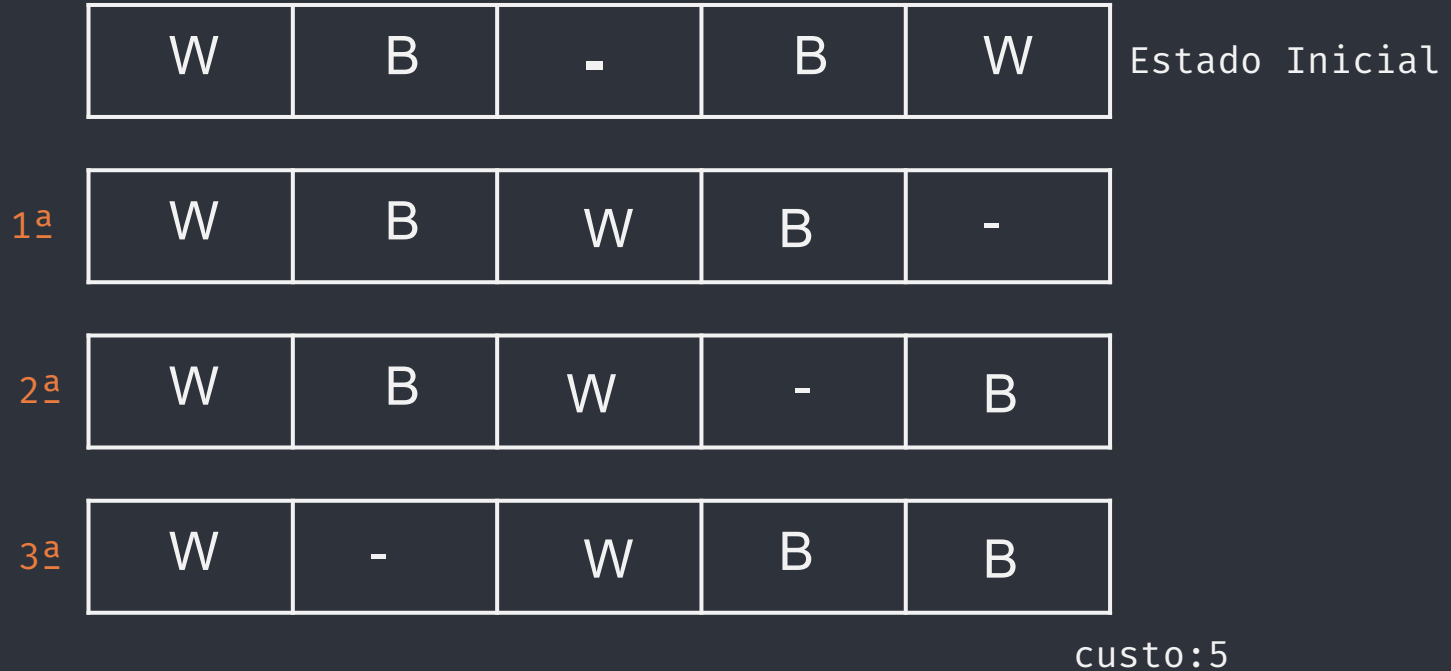 W B - B W Estado Inicial
1ª W B W B -
2ª W B W - B
3ª W - W B B
custo:5